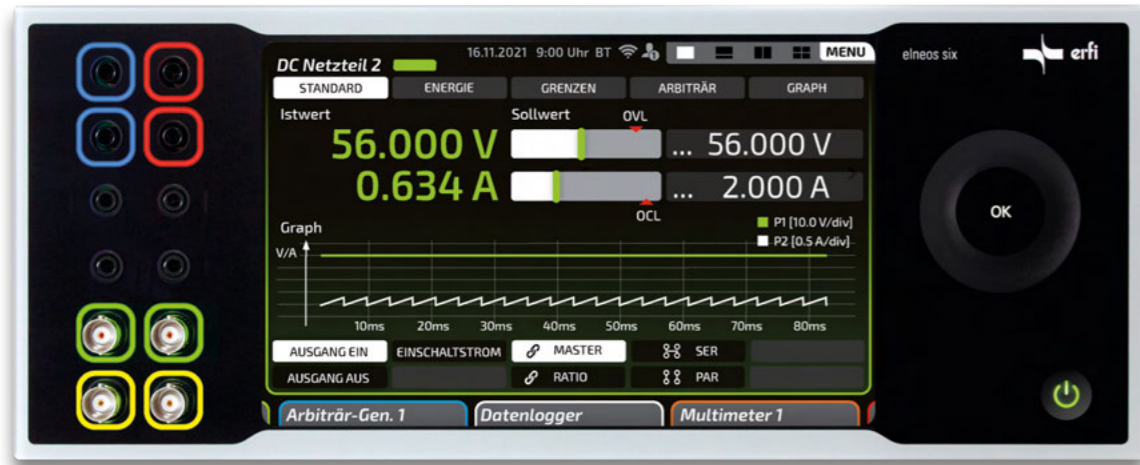 16.11.2021 9:00 Uhr BT MENU
DC Netzteil 2
STANDARD ENERGIE GRENZEN ARBITRÄR GRAPH
Istwert Sollwert OVL
56.000 V ... 56.000 V
0.634 A ... 2.000 A
OCL
Graph P1 [10.0 V/div]
V/A P2 [0.5 A/div]
10ms 20ms 30ms 40ms 50ms 60ms 70ms 80ms
AUSGANG EIN EINSCHALTSTROM MASTER SER
AUSGANG AUS RATIO PAR
Arbiträr-Gen. 1 Datenlogger Multimeter 1
elneos six erfi
OK